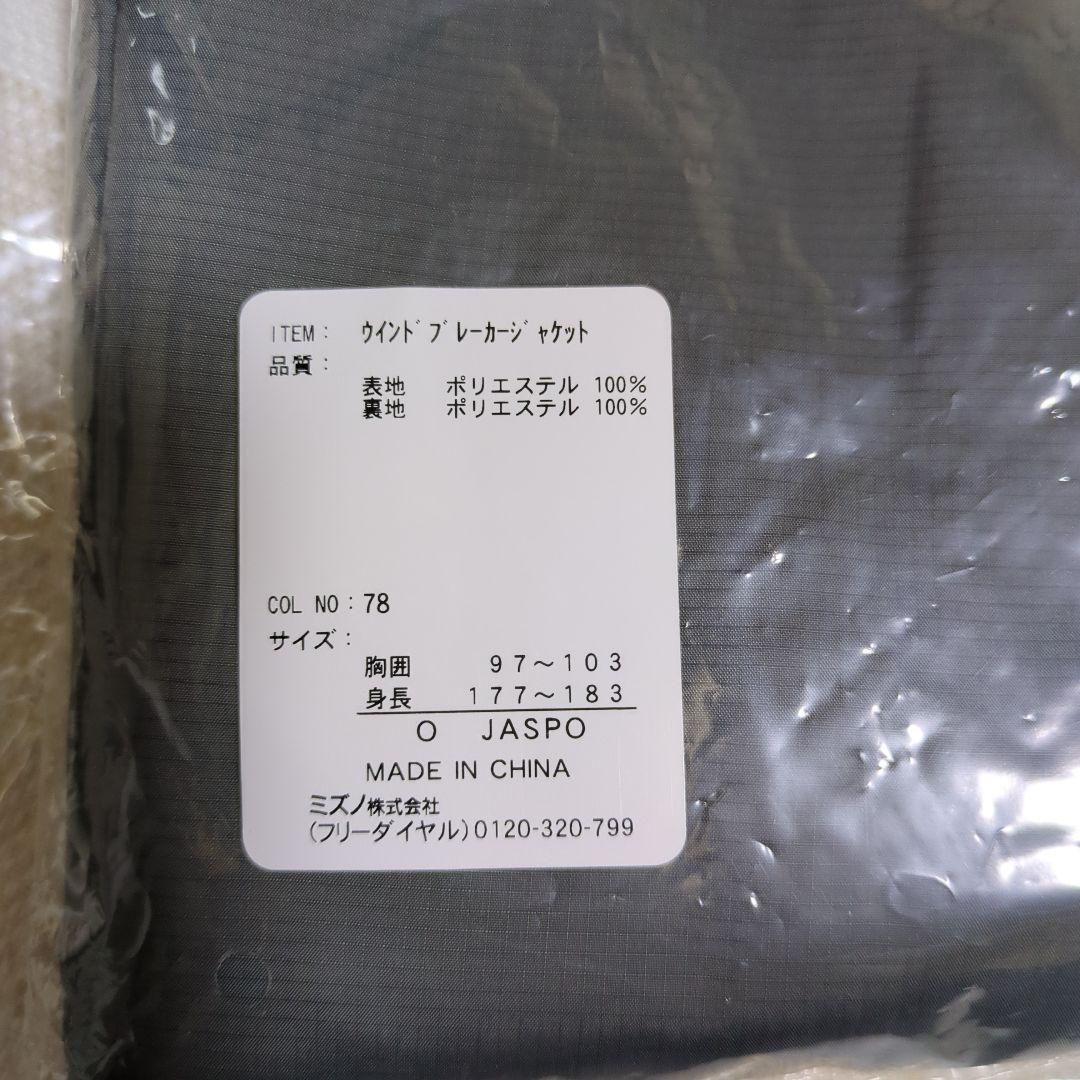 ITEM： ｳｲﾝﾄﾞﾌﾞﾚｰｶｰｼﾞｬｹｯﾄ
品質：
表地 ポリエステル 100%
裏地 ポリエステル 100%
COL NO：78
サイズ：
胸囲 ９７～１０３
身長 １７７～１８３
O JASPO
MADE IN CHINA
ミズノ株式会社
(フリーダイヤル)0120-320-799